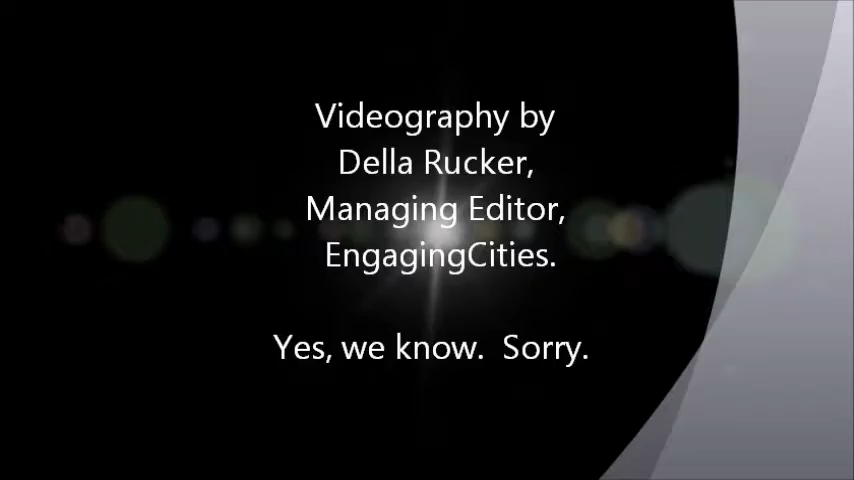 Videography by
Della Rucker,
Managing Editor,
EngagingCities.
Yes, we know.  Sorry.